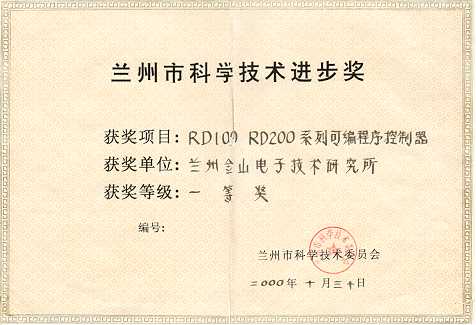 兰州市科学技术进步奖
获奖项目：RD100 RD200系列可编程序控制器
获奖单位：兰州金山电子技术研究所
获奖等级：一等奖
编号：
兰州市科学技术委员会
二000年十月三十日